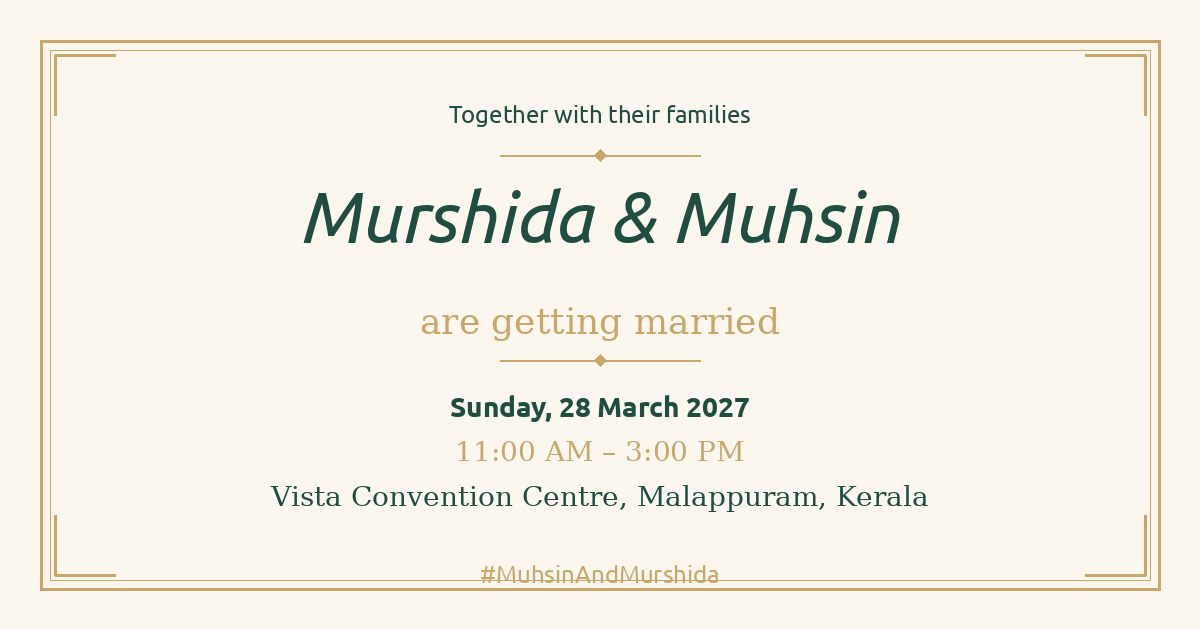 Together with their families
Murshida & Muhsin
are getting married
Sunday, 28 March 2027
11:00 AM – 3:00 PM
Vista Convention Centre, Malappuram, Kerala
#MuhsinAndMurshida